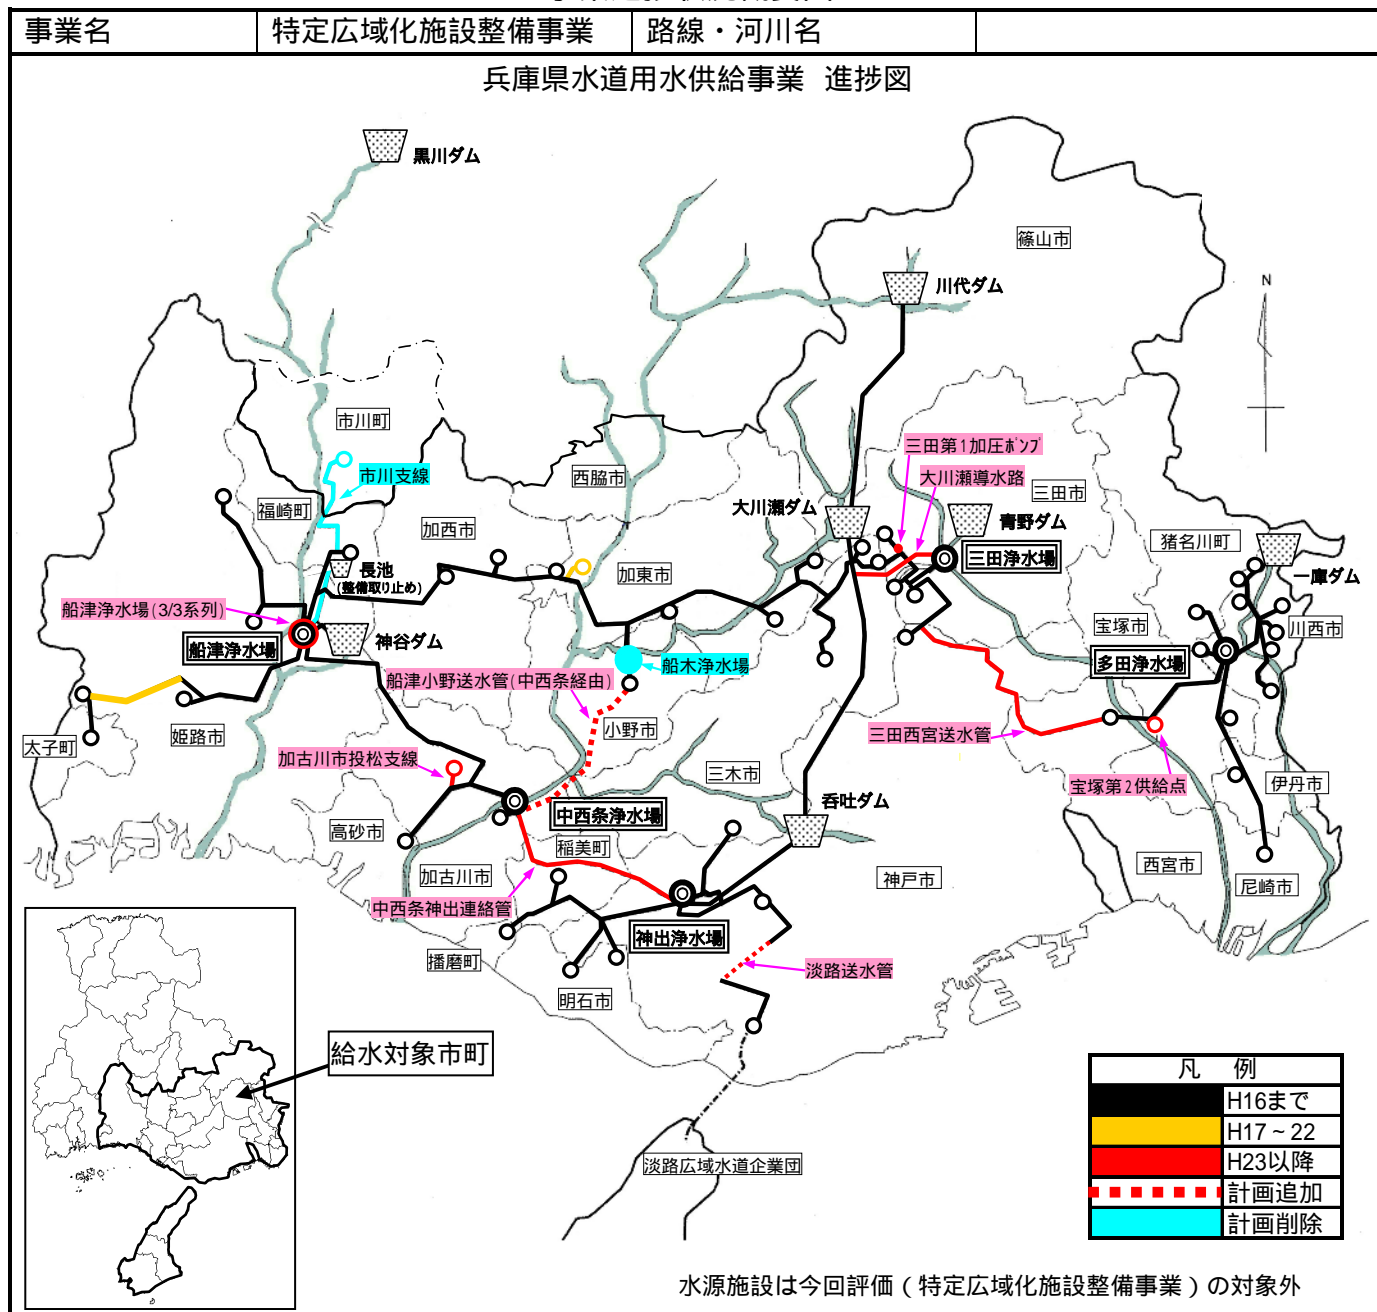 事業名
特定広域化施設整備事業
路線・河川名
兵庫県水道用水供給事業 進捗図
黒川ダム
篠山市
川代ダム
N
市川町
三田第1加圧ポンプ
市川支線
西脇市
大川瀬導水路
三田市
福崎町
加西市
大川瀬ダム
青野ダム
猪名川町
三田浄水場
長池
(整備取り止め)
加東市
一庫ダム
船津浄水場(3/3系列)
船津浄水場
神谷ダム
宝塚市
川西市
船木浄水場
多田浄水場
船津小野送水管(中西条経由)
小野市
姫路市
太子町
三田西宮送水管
加古川市投松支線
三木市
宝塚第2供給点
伊丹市
呑吐ダム
中西条浄水場
高砂市
稲美町
西宮市
加古川市
神戸市
尼崎市
中西条神出連絡管
神出浄水場
播磨町
淡路送水管
明石市
給水対象市町
凡 例
H16まで
H17~22
H23以降
計画追加
計画削除
淡路広域水道企業団
水源施設は今回評価(特定広域化施設整備事業)の対象外